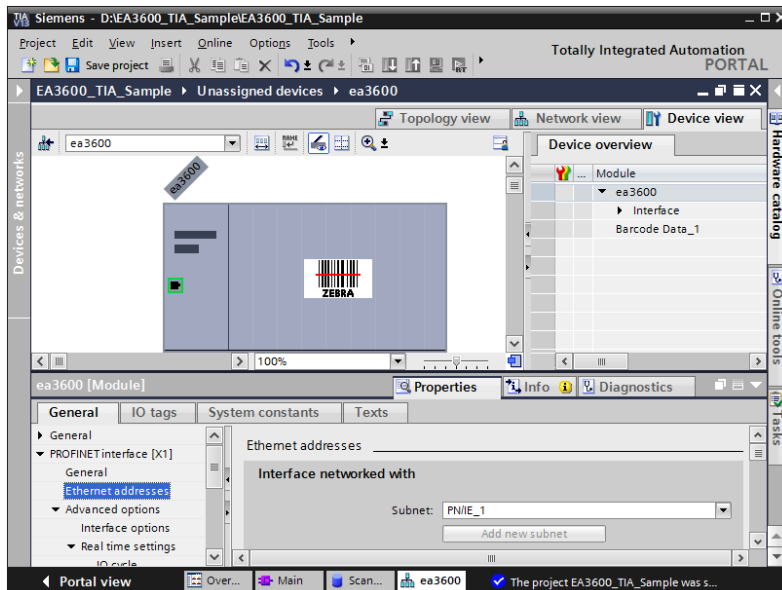 TIA V13 Siemens - D:\EA3600_TIA_Sample\EA3600_TIA_Sample
Project Edit View Insert Online Options Tools
Save project
Totally Integrated Automation
PORTAL
EA3600_TIA_Sample Unassigned devices ea3600
Topology view Network view Device view
ea3600
Device overview
... Module
ea3600
Interface
Barcode Data_1
ea3600
ZEBRA
Devices & networks
Hardware catalog
Online tools
Tasks
100%
ea3600 [Module]
Properties Info Diagnostics
General IO tags System constants Texts
General
PROFINET interface [X1]
General
Ethernet addresses
Advanced options
Interface options
Real time settings
IO cycle
Ethernet addresses
Interface networked with
Subnet: PN/IE_1
Add new subnet
Portal view Over... Main Scan... ea3600 The project EA3600_TIA_Sample was s...